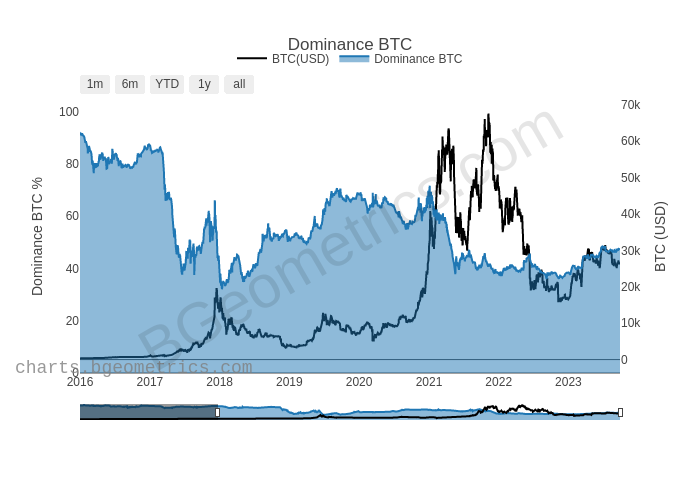 Dominance BTC
BTC(USD) Dominance BTC
1m 6m YTD 1y all
100
80
60
40
20
0
Dominance BTC %
70k
60k
50k
40k
30k
20k
10k
0
BTC (USD)
BGeometrics.com
charts.bgeometrics.com
2016 2017 2018 2019 2020 2021 2022 2023